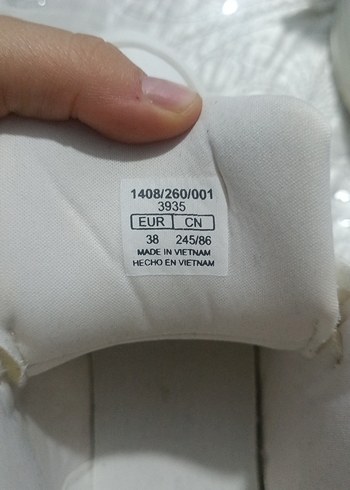 1408/260/001
3935
EUR CN
38 245/86
MADE IN VIETNAM
HECHO EN VIETNAM